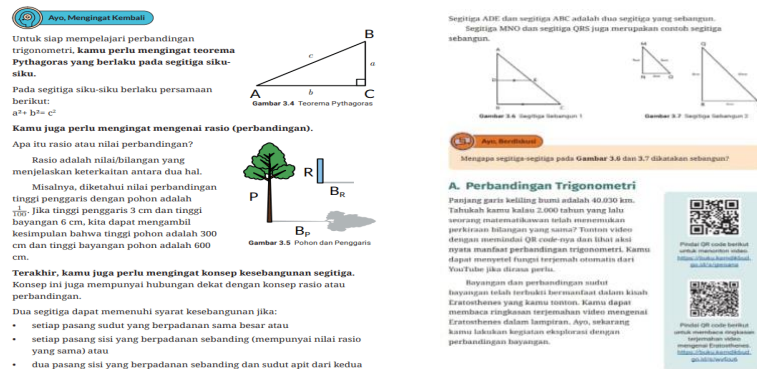 Ayo, Mengingat Kembali
Untuk siap mempelajari perbandingan
trigonometri, kamu perlu mengingat teorema
Pythagoras yang berlaku pada segitiga siku-
siku.
Pada segitiga siku-siku berlaku persamaan
berikut:
a²+ b²= c²
B
c
a
A
b
C
Gambar 3.4 Teorema Pythagoras
Kamu juga perlu mengingat mengenai rasio (perbandingan).
Apa itu rasio atau nilai perbandingan?
Rasio adalah nilai/bilangan yang
menjelaskan keterkaitan antara dua hal.
Misalnya, diketahui nilai perbandingan
tinggi penggaris dengan pohon adalah
1/100. Jika tinggi penggaris 3 cm dan tinggi
bayangan 6 cm, kita dapat mengambil
kesimpulan bahwa tinggi pohon adalah 300
cm dan tinggi bayangan pohon adalah 600
cm.
R
B_R
P
B_P
Gambar 3.5 Pohon dan Penggaris
Terakhir, kamu juga perlu mengingat konsep kesebangunan segitiga.
Konsep ini juga mempunyai hubungan dekat dengan konsep rasio atau
perbandingan.
Dua segitiga dapat memenuhi syarat kesebangunan jika:
• setiap pasang sudut yang berpadanan sama besar atau
• setiap pasang sisi yang berpadanan sebanding (mempunyai nilai rasio
yang sama) atau
• dua pasang sisi yang berpadanan sebanding dan sudut apit dari kedua
Segitiga ADE dan segitiga ABC adalah dua segitiga yang sebangun.
Segitiga MNO dan segitiga QRS juga merupakan contoh segitiga
sebangun.
Gambar 3.6 Segitiga Sebangun 1
Gambar 3.7 Segitiga Sebangun 2
Ayo, Berdiskusi
Mengapa segitiga-segitiga pada Gambar 3.6 dan 3.7 dikatakan sebangun?
A. Perbandingan Trigonometri
Panjang garis keliling bumi adalah 40.030 km.
Tahukah kamu kalau 2.000 tahun yang lalu
seorang matematikawan telah menemukan
perkiraan bilangan yang sama? Tonton video
dengan memindai QR code-nya dan lihat aksi
nyata manfaat perbandingan trigonometri. Kamu
dapat menyetel fungsi terjemah otomatis dari
YouTube jika dirasa perlu.
Bayangan dan perbandingan sudut
bayangan telah terbukti bermanfaat dalam kisah
Eratosthenes yang kamu tonton. Kamu dapat
membaca ringkasan terjemahan video mengenai
Eratosthenes dalam lampiran. Ayo, sekarang
kamu lakukan kegiatan eksplorasi dengan
perbandingan bayangan.
Pindai QR code berikut
untuk menonton video.
Pindai QR code berikut
untuk membaca ringkasan
terjemahan video
mengenai Eratosthenes.